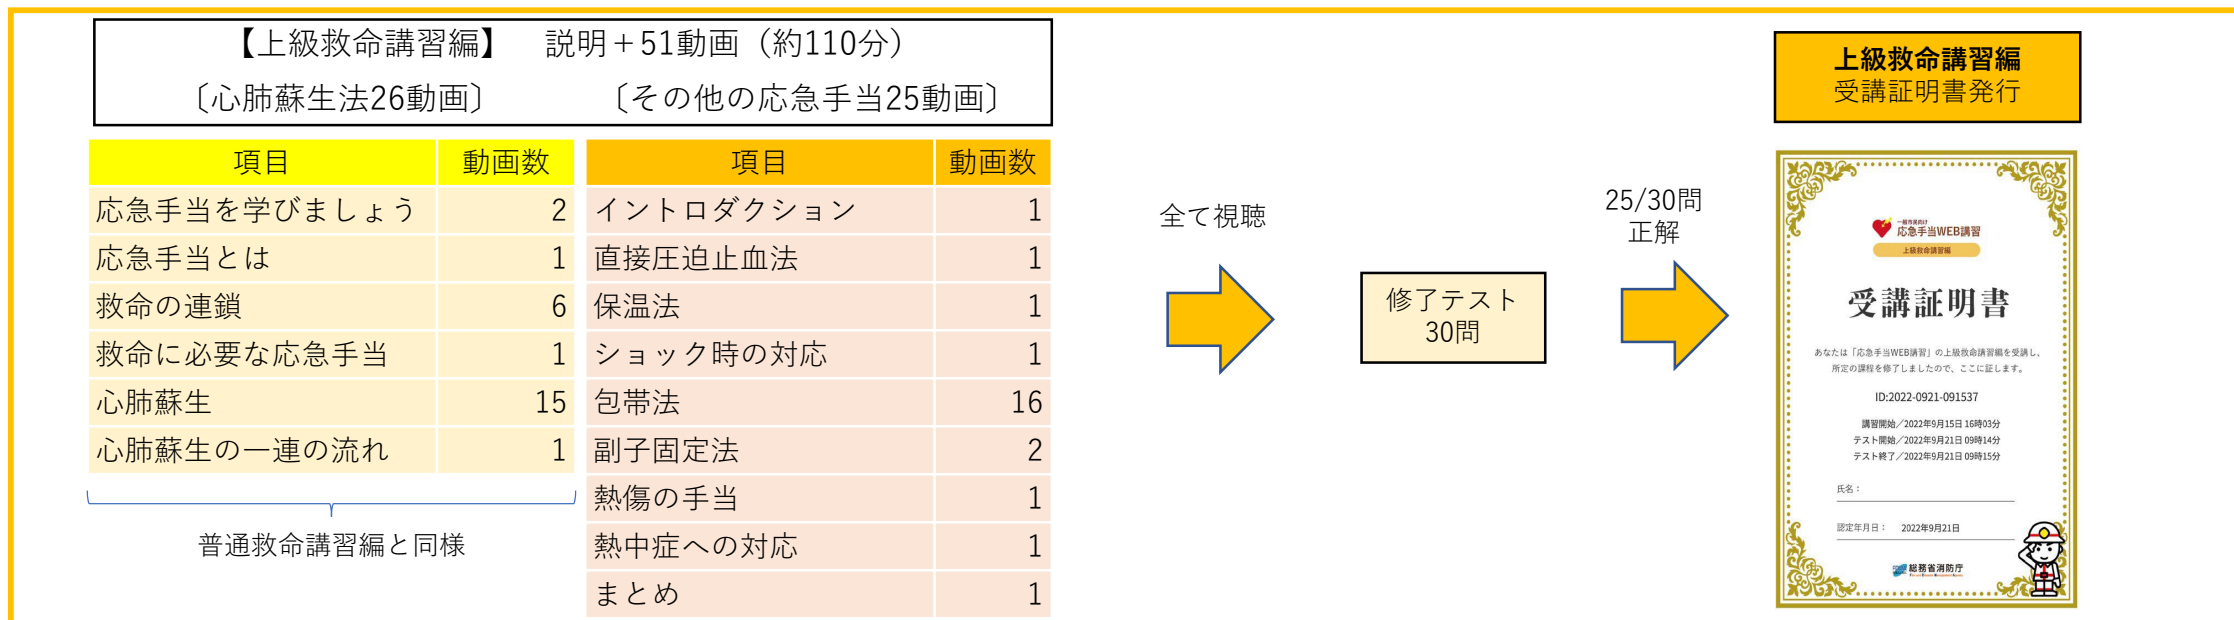 【上級救命講習編】 説明＋51動画（約110分）
〔心肺蘇生法26動画〕 〔その他の応急手当25動画〕
項目 動画数
応急手当を学びましょう 2
応急手当とは 1
救命の連鎖 6
救命に必要な応急手当 1
心肺蘇生 15
心肺蘇生の一連の流れ 1
普通救命講習編と同様
項目 動画数
イントロダクション 1
直接圧迫止血法 1
保温法 1
ショック時の対応 1
包帯法 16
副子固定法 2
熱傷の手当 1
熱中症への対応 1
まとめ 1
全て視聴
修了テスト
30問
25/30問
正解
上級救命講習編
受講証明書発行
一般市民向け
応急手当WEB講習
上級救命講習編
受講証明書
あなたは「応急手当WEB講習」の上級救命講習編を受講し、
所定の課程を修了しましたので、ここに証します。
ID:2022-0921-091537
講習開始／2022年9月15日 16時03分
テスト開始／2022年9月21日 09時14分
テスト終了／2022年9月21日 09時15分
氏名：
認定年月日： 2022年9月21日
総務省消防庁